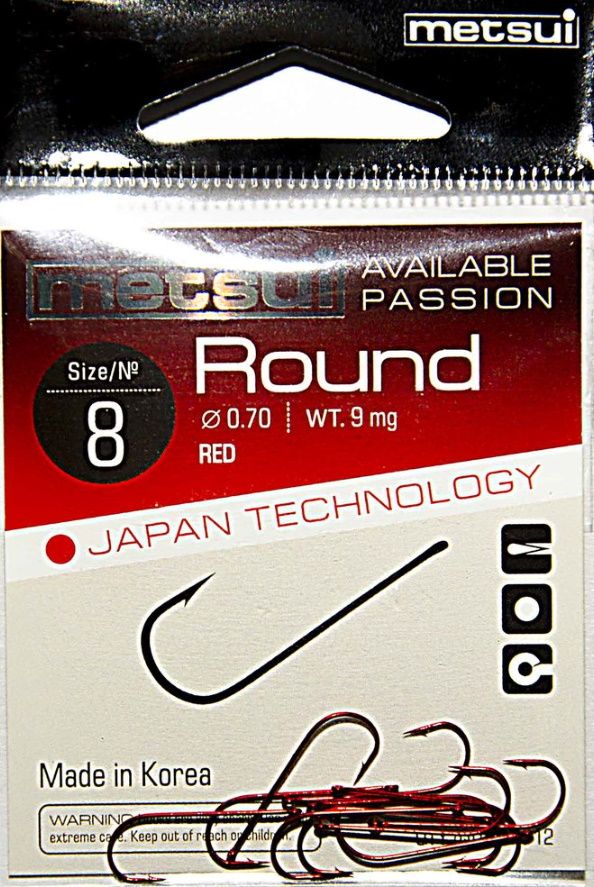 metsui
metsui AVAILABLE
PASSION
Size/Nº
8
Round
⌀ 0.70 WT. 9 mg
RED
JAPAN TECHNOLOGY
Made in Korea
WARNING
extreme care. Keep out of reach of children.
12